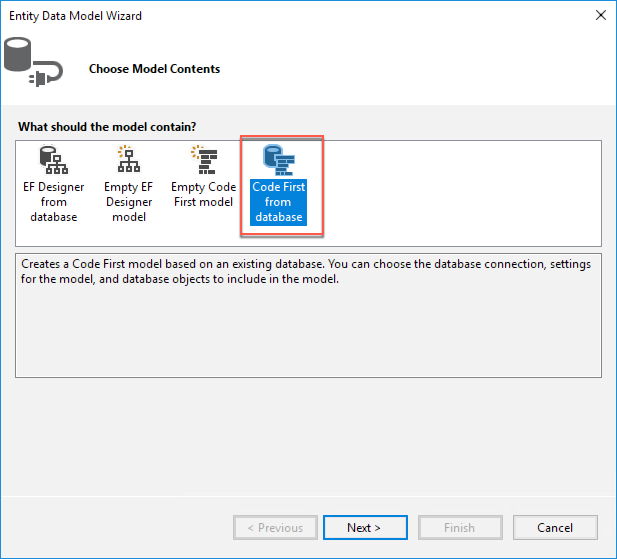 Entity Data Model Wizard
Choose Model Contents
What should the model contain?
EF Designer
from
database
Empty EF
Designer
model
Empty Code
First model
Code First
from
database
Creates a Code First model based on an existing database. You can choose the database connection, settings
for the model, and database objects to include in the model.
< Previous
Next >
Finish
Cancel